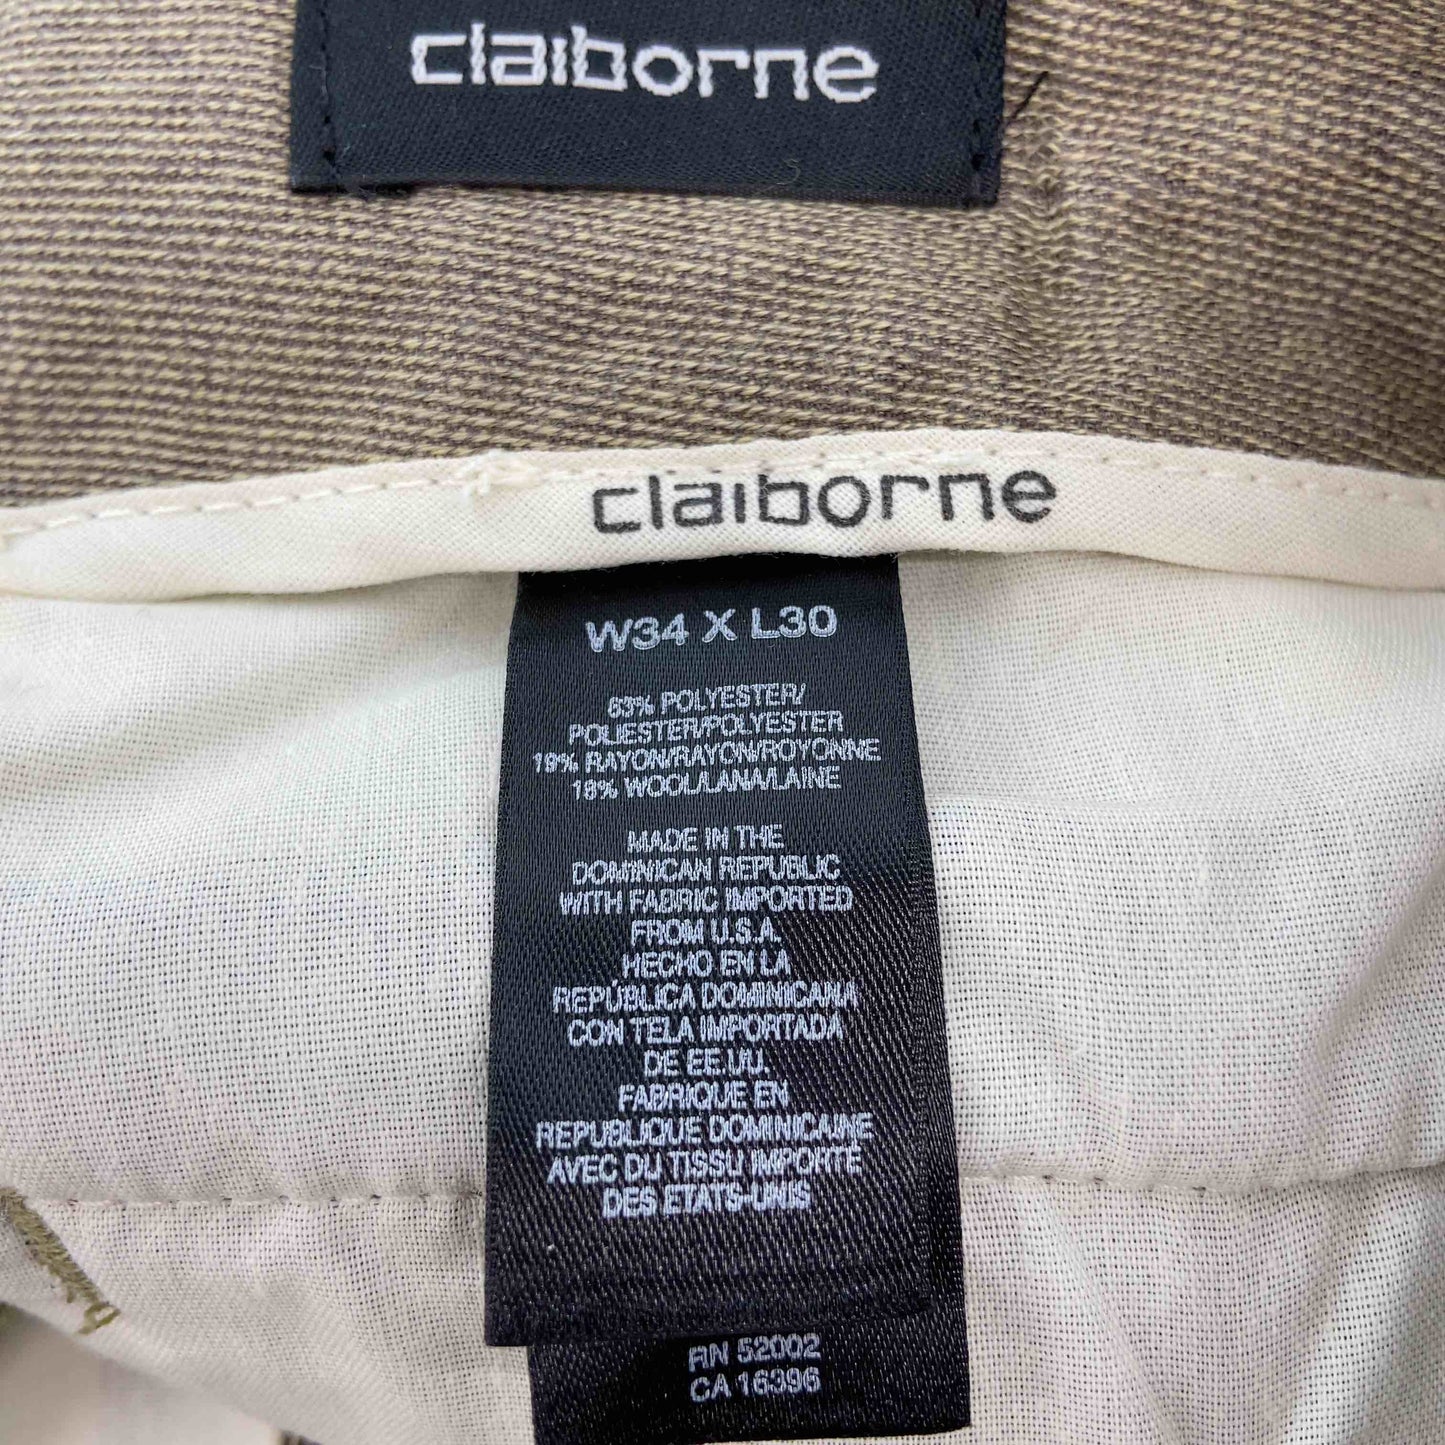 claiborne
claiborne
W34 X L30
63% POLYESTER/
POLIESTER/POLYESTER
19% RAYON/RAYON/ROYONNE
18% WOOL/LANA/LAINE
MADE IN THE
DOMINICAN REPUBLIC
WITH FABRIC IMPORTED
FROM U.S.A.
HECHO EN LA
REPÚBLICA DOMINICANA
CON TELA IMPORTADA
DE EE.UU.
FABRIQUE EN
REPUBLIQUE DOMINICAINE
AVEC DU TISSU IMPORTÉ
DES ETATS-UNIS
RN 52002
CA 16396